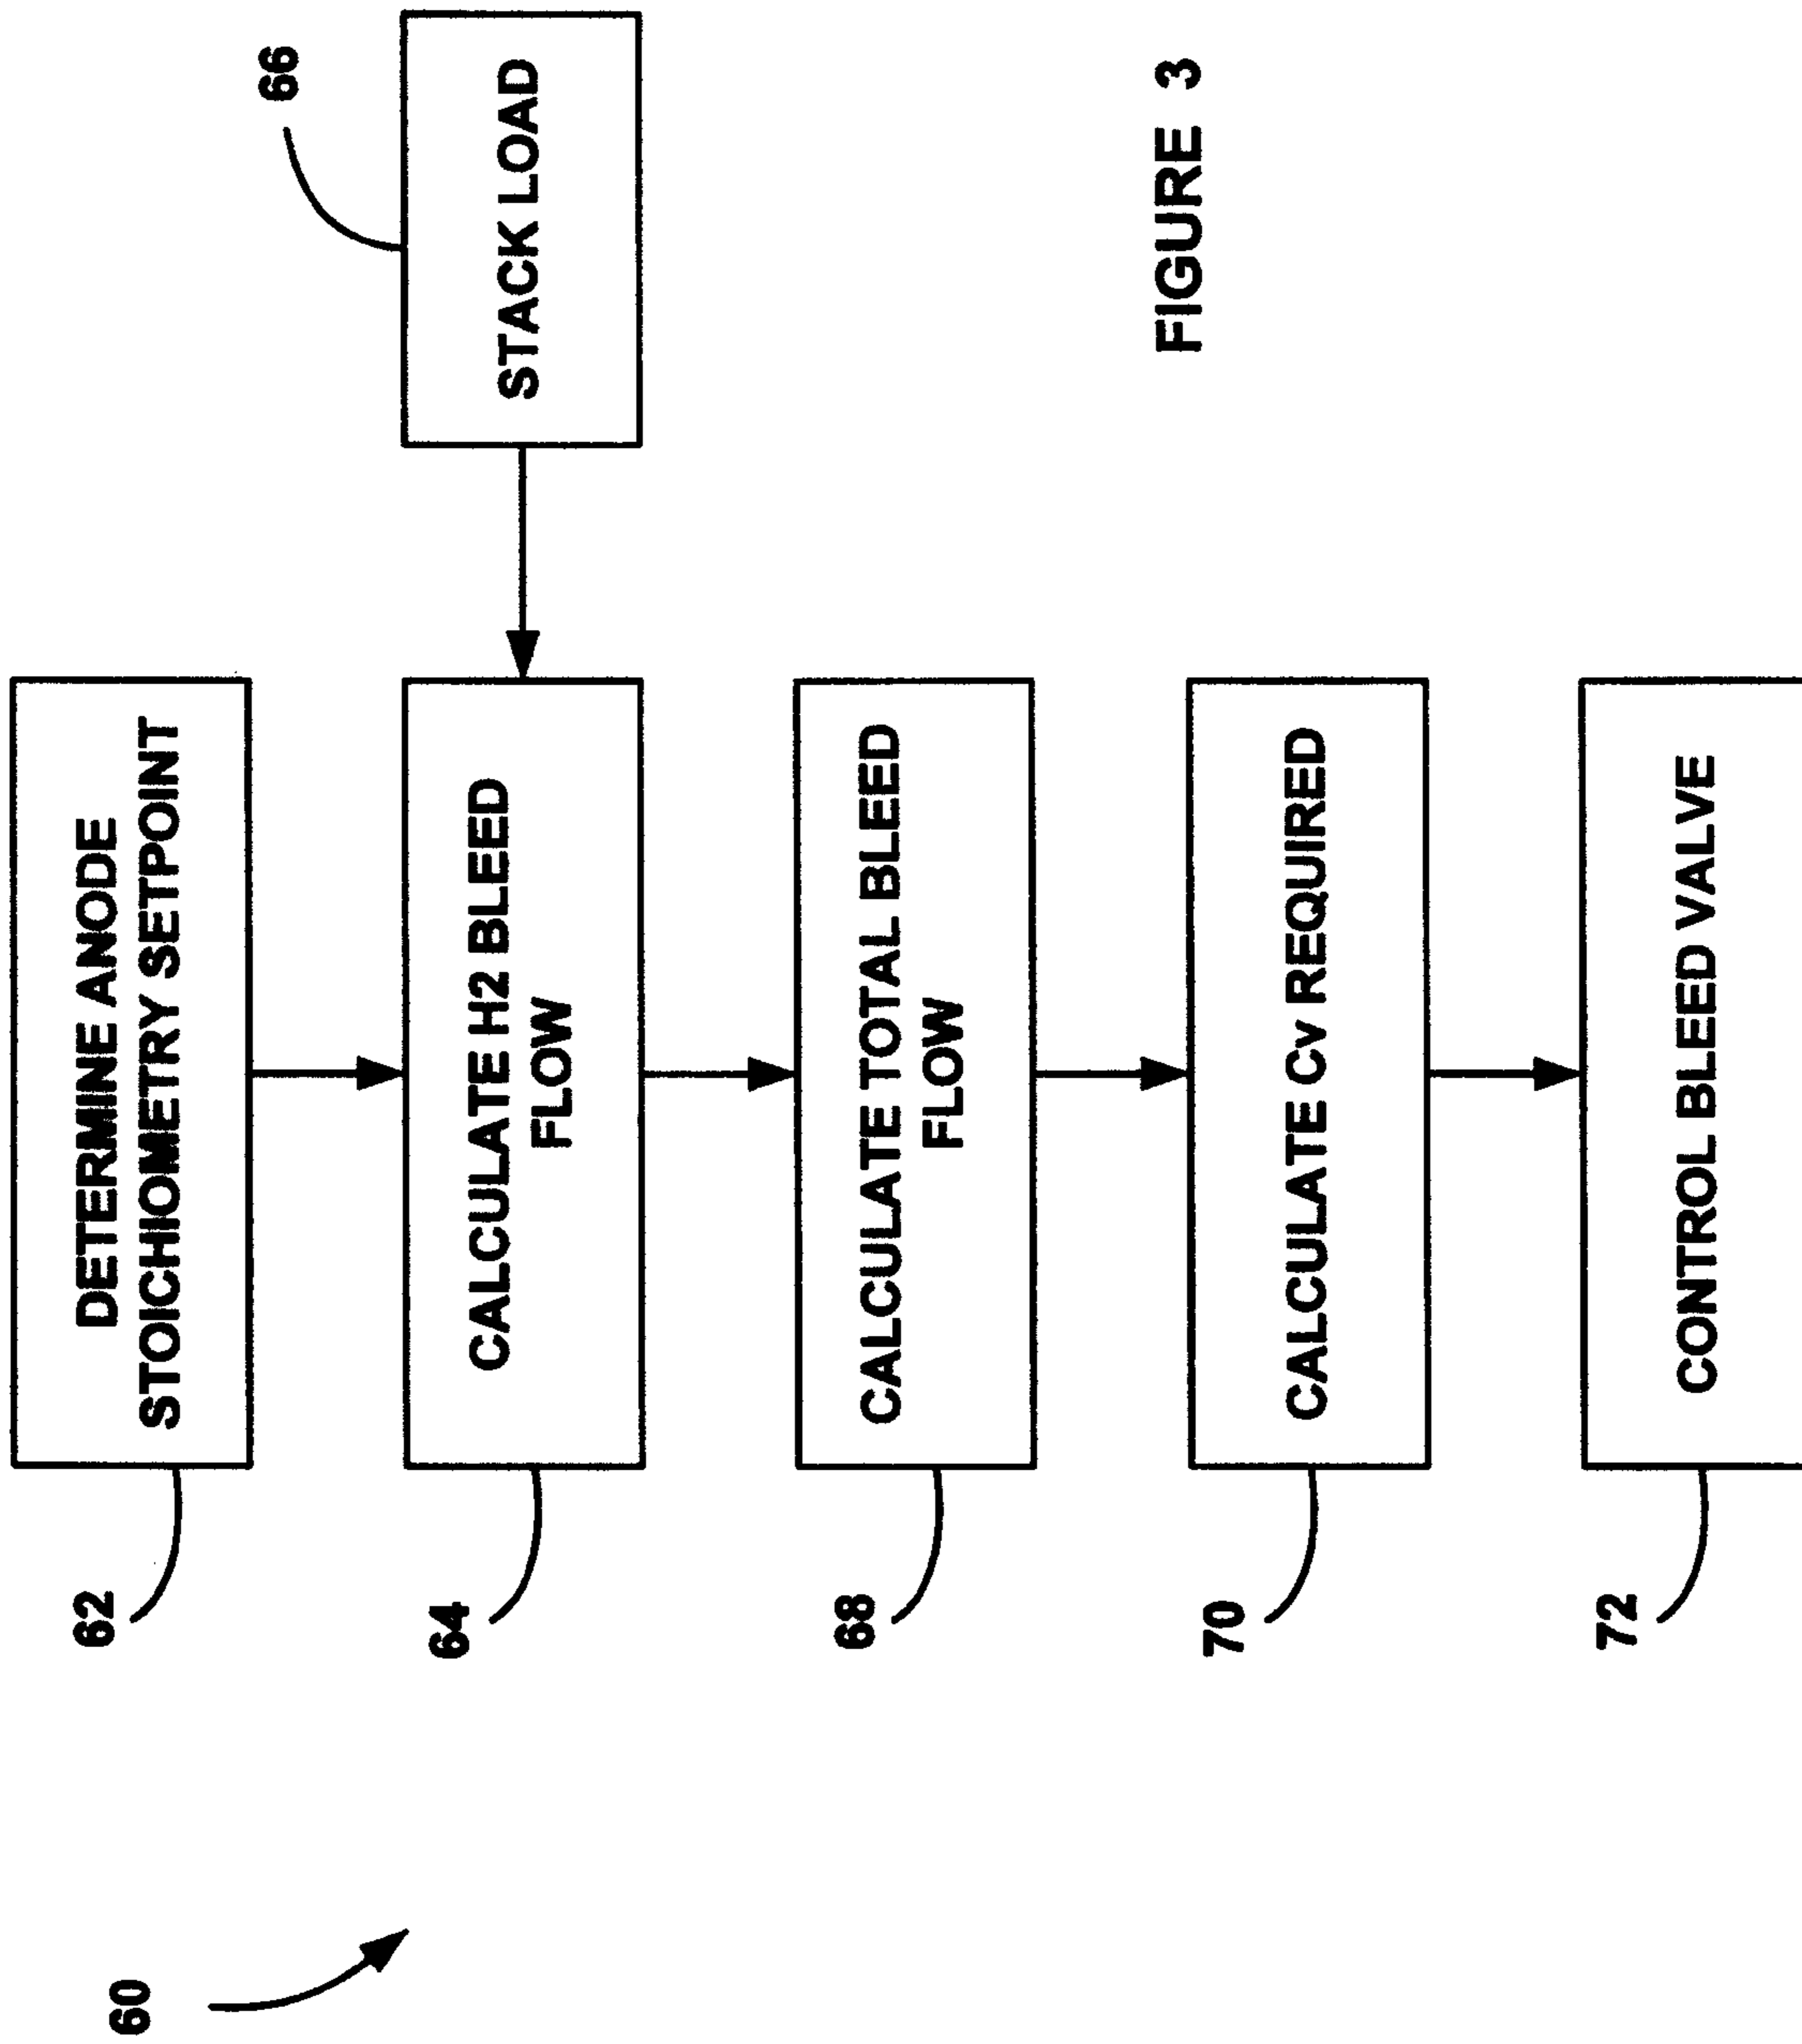 60
62
DETERMINE ANODE
STOICHIOMETRY SETPOINT
64
CALCULATE H2 BLEED
FLOW
66
STACK LOAD
68
CALCULATE TOTAL BLEED
FLOW
70
CALCULATE Cv REQUIRED
72
CONTROL BLEED VALVE
FIGURE 3